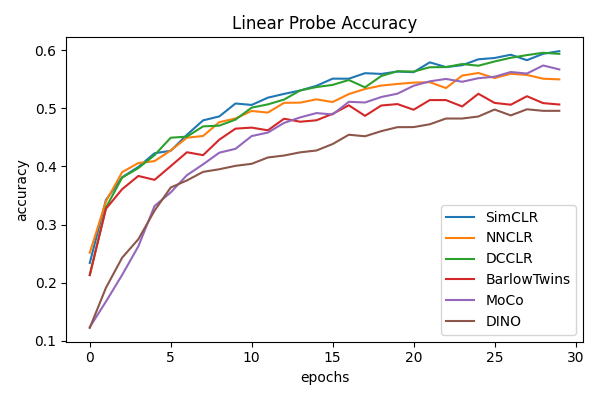 Linear Probe Accuracy
accuracy
0.6
0.5
0.4
0.3
0.2
0.1
0
5
10
15
20
25
30
epochs
SimCLR
NNCLR
DCCLR
BarlowTwins
MoCo
DINO